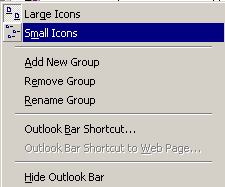 Large Icons
Small Icons
Add New Group
Remove Group
Rename Group
Outlook Bar Shortcut...
Outlook Bar Shortcut to Web Page...
Hide Outlook Bar